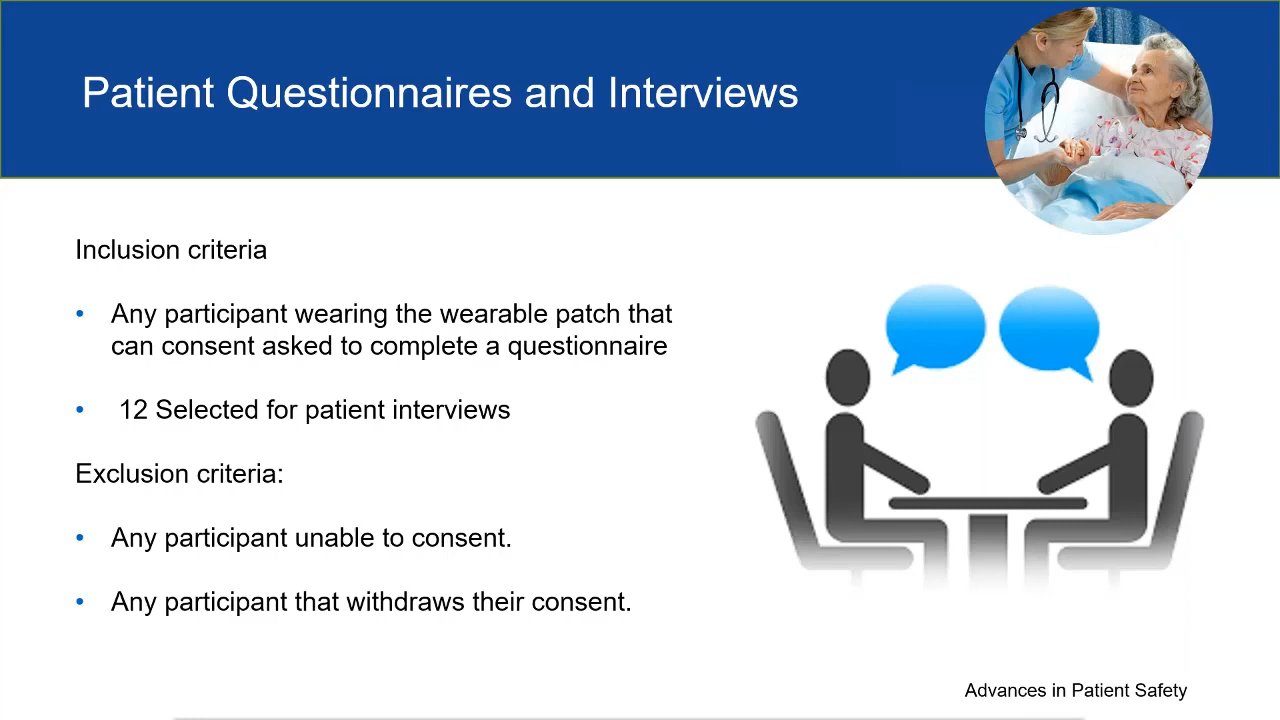 Patient Questionnaires and Interviews
Inclusion criteria
• Any participant wearing the wearable patch that
can consent asked to complete a questionnaire
• 12 Selected for patient interviews
Exclusion criteria:
• Any participant unable to consent.
• Any participant that withdraws their consent.
Advances in Patient Safety